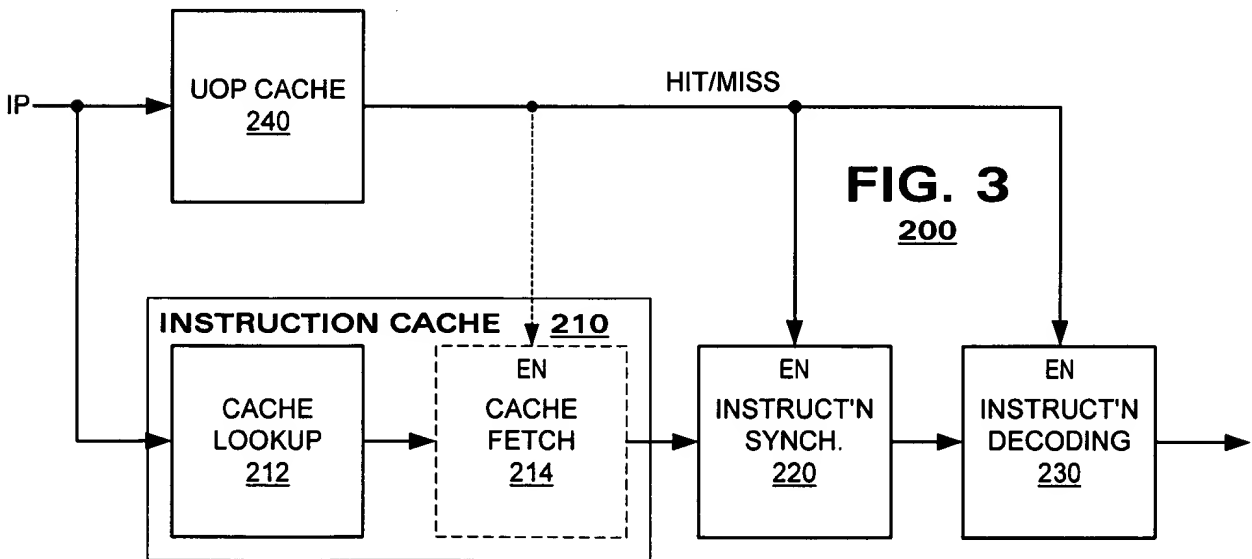 IP
UOP CACHE
240
HIT/MISS
FIG. 3
200
INSTRUCTION CACHE 210
CACHE
LOOKUP
212
EN
CACHE
FETCH
214
EN
INSTRUCT'N
SYNCH.
220
EN
INSTRUCT'N
DECODING
230